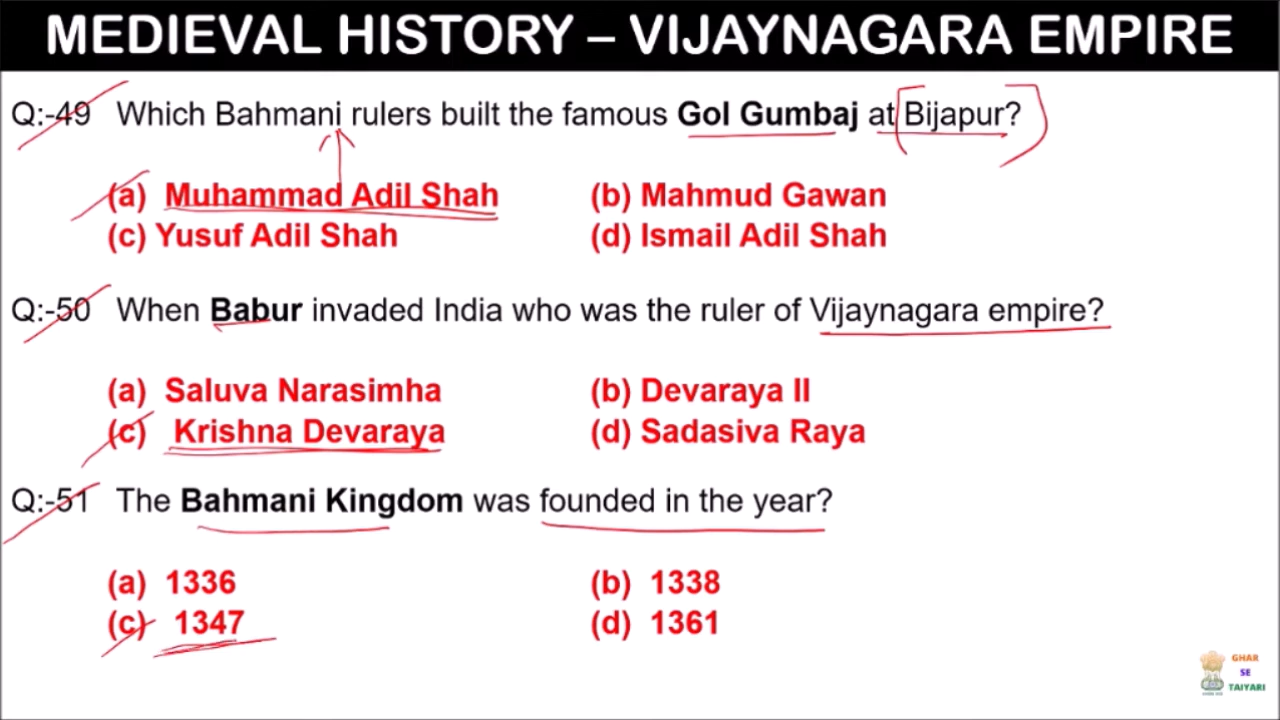 MEDIEVAL HISTORY – VIJAYNAGARA EMPIRE
Q:-49 Which Bahmani rulers built the famous Gol Gumbaj at Bijapur?
(a) Muhammad Adil Shah (b) Mahmud Gawan
(c) Yusuf Adil Shah (d) Ismail Adil Shah
Q:-50 When Babur invaded India who was the ruler of Vijaynagara empire?
(a) Saluva Narasimha (b) Devaraya II
(c) Krishna Devaraya (d) Sadasiva Raya
Q:-51 The Bahmani Kingdom was founded in the year?
(a) 1336 (b) 1338
(c) 1347 (d) 1361
GHAR
SE
TAIYARI